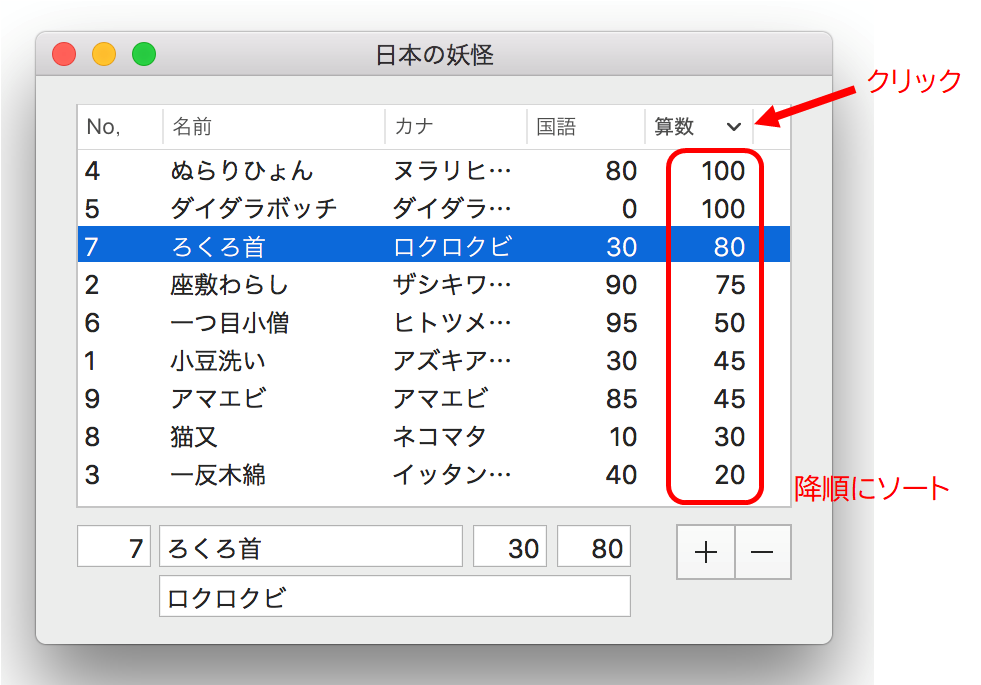 日本の妖怪
クリック
No, 名前 カナ 国語 算数
4 ぬらりひょん ヌラリヒ… 80 100
5 ダイダラボッチ ダイダラ… 0 100
7 ろくろ首 ロクロクビ 30 80
2 座敷わらし ザシキワ… 90 75
6 一つ目小僧 ヒトツメ… 95 50
1 小豆洗い アズキア… 30 45
9 アマエビ アマエビ 85 45
8 猫又 ネコマタ 10 30
3 一反木綿 イッタン… 40 20
降順にソート
7 ろくろ首 30 80 + −
ロクロクビ